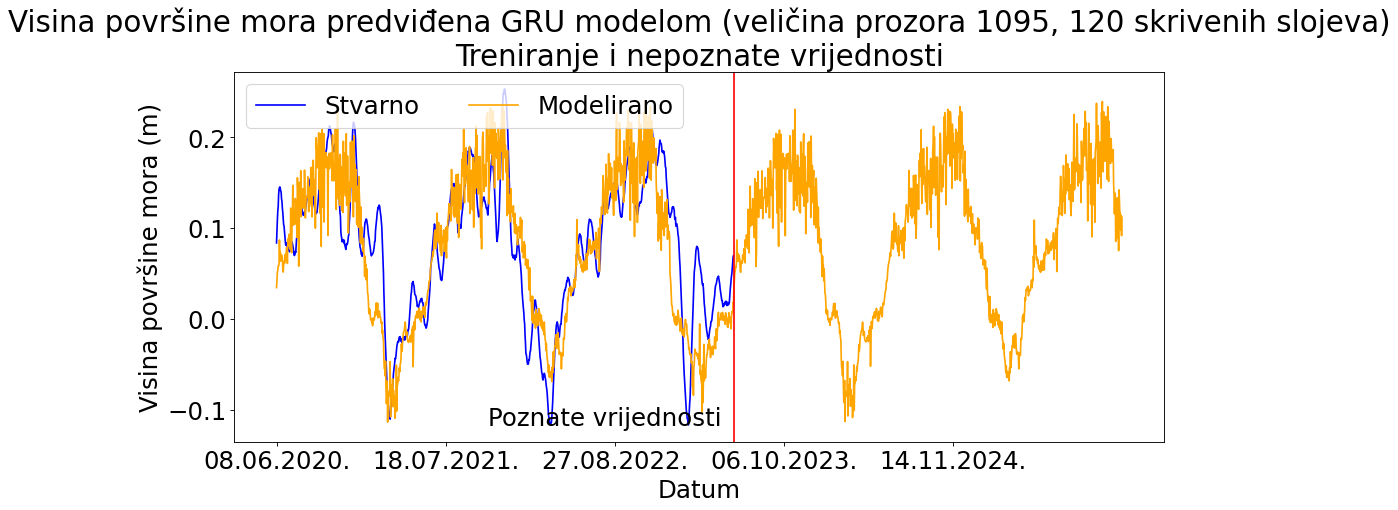 Visina površine mora predviđena GRU modelom (veličina prozora 1095, 120 skrivenih slojeva)
Treniranje i nepoznate vrijednosti
Stvarno Modelirano
Visina površine mora (m)
0.2
0.1
0.0
−0.1
Poznate vrijednosti
08.06.2020. 18.07.2021. 27.08.2022. 06.10.2023. 14.11.2024.
Datum